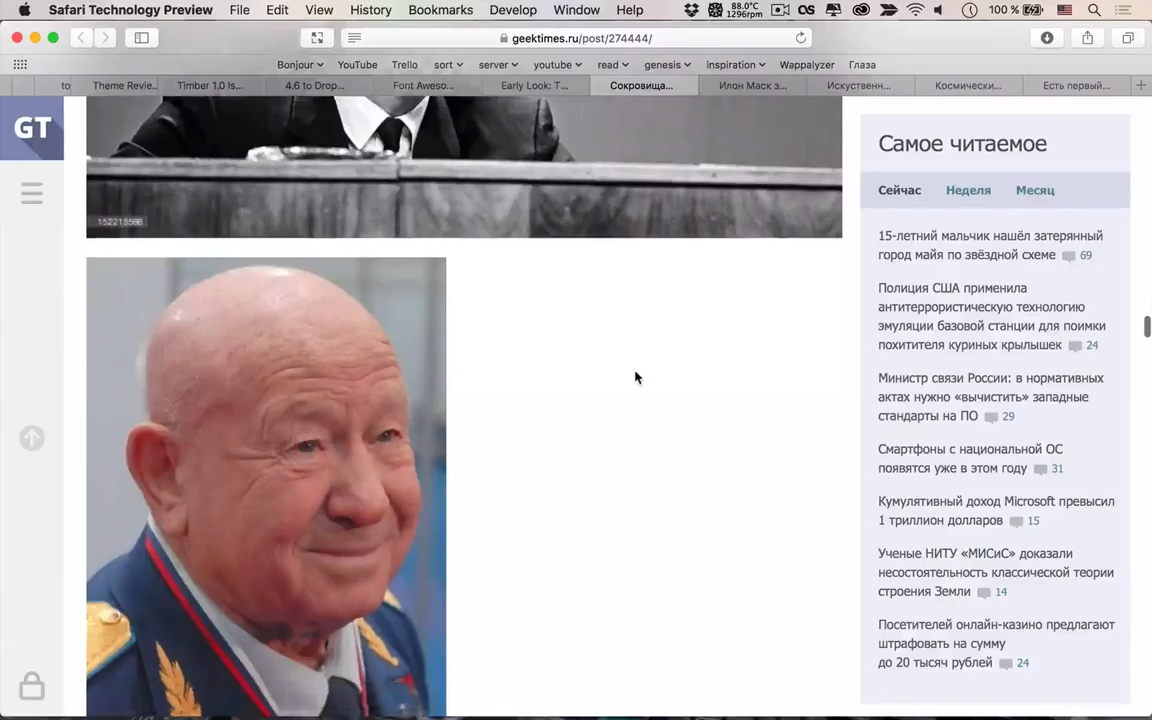 Safari Technology Preview File Edit View History Bookmarks Develop Window Help 88.0°C 1296rpm OS 100 %
geektimes.ru/post/274444/
Bonjour YouTube Trello sort server youtube read genesis inspiration Wappalyzer Глаза
to Theme Revie... Timber 1.0 Is... 4.6 to Drop... Font Aweso... Early Look: T... Сокровища... Илон Маск з... Искуственн... Космически... Есть первый...
GT
152215566
Самое читаемое
Сейчас Неделя Месяц
15-летний мальчик нашёл затерянный
город майя по звёздной схеме 69
Полиция США применила
антитеррористическую технологию
эмуляции базовой станции для поимки
похитителя куриных крылышек 24
Министр связи России: в нормативных
актах нужно «вычистить» западные
стандарты на ПО 29
Смартфоны с национальной ОС
появятся уже в этом году 31
Кумулятивный доход Microsoft превысил
1 триллион долларов 15
Ученые НИТУ «МИСиС» доказали
несостоятельность классической теории
строения Земли 14
Посетителей онлайн-казино предлагают
штрафовать на сумму
до 20 тысяч рублей 24